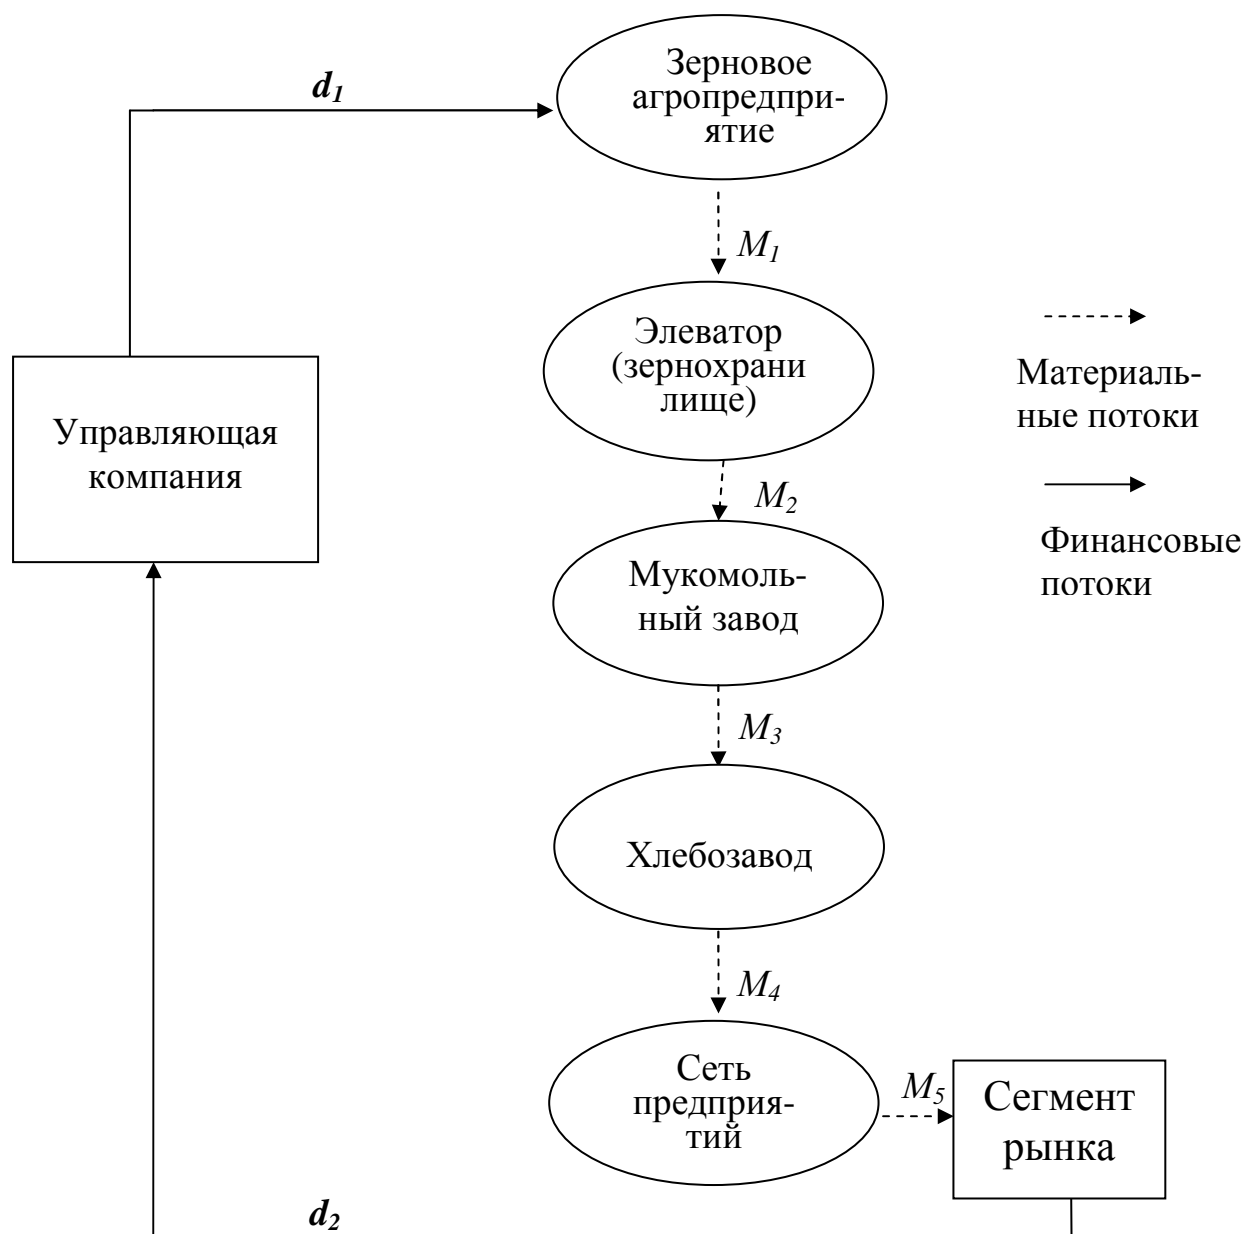 d1
Зерновое
агропредпри-
ятие
M1
Элеватор
(зернохрани
лище)
Материаль-
ные потоки
Управляющая
компания
M2
Финансовые
потоки
Мукомоль-
ный завод
M3
Хлебозавод
M4
Сеть
предприя-
тий
M5
Сегмент
рынка
d2